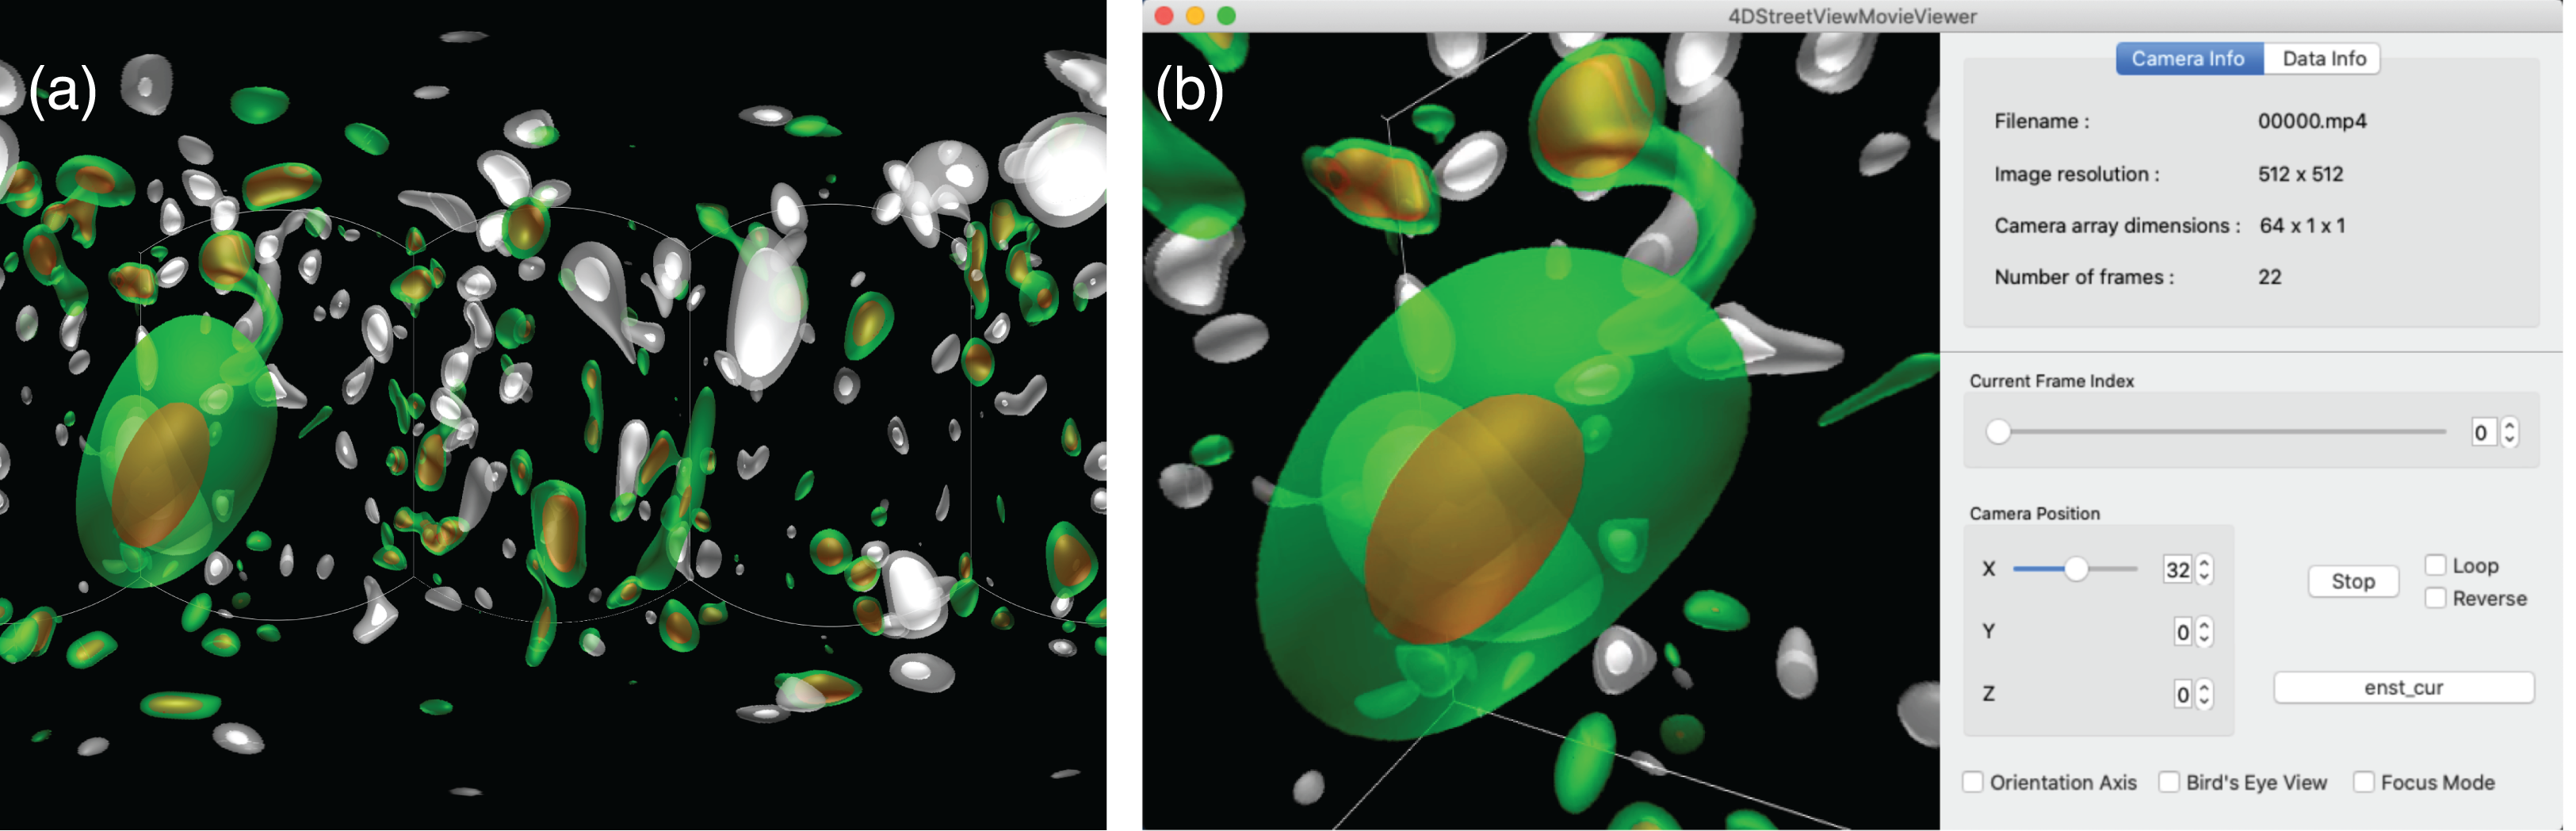 (a)
4DStreetViewMovieViewer
(b)
Camera Info Data Info
Filename : 00000.mp4
Image resolution : 512 x 512
Camera array dimensions : 64 x 1 x 1
Number of frames : 22
Current Frame Index
0
Camera Position
X 32
Y 0
Z 0
Stop
Loop
Reverse
enst_cur
Orientation Axis Bird's Eye View Focus Mode